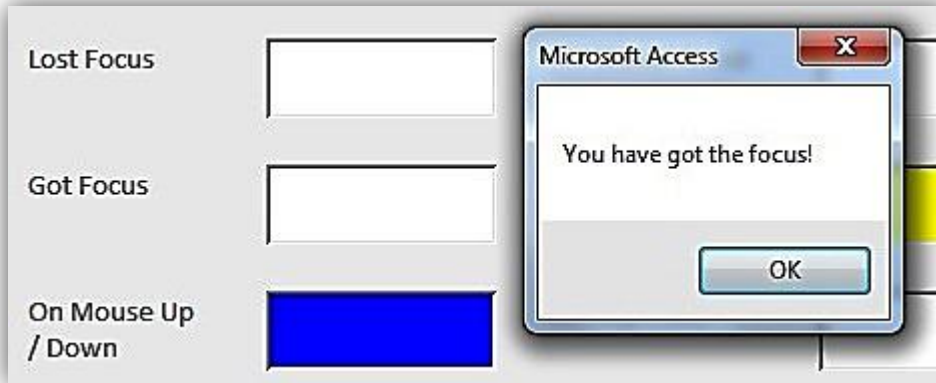 Lost Focus
Microsoft Access
You have got the focus!
Got Focus
OK
On Mouse Up
/ Down